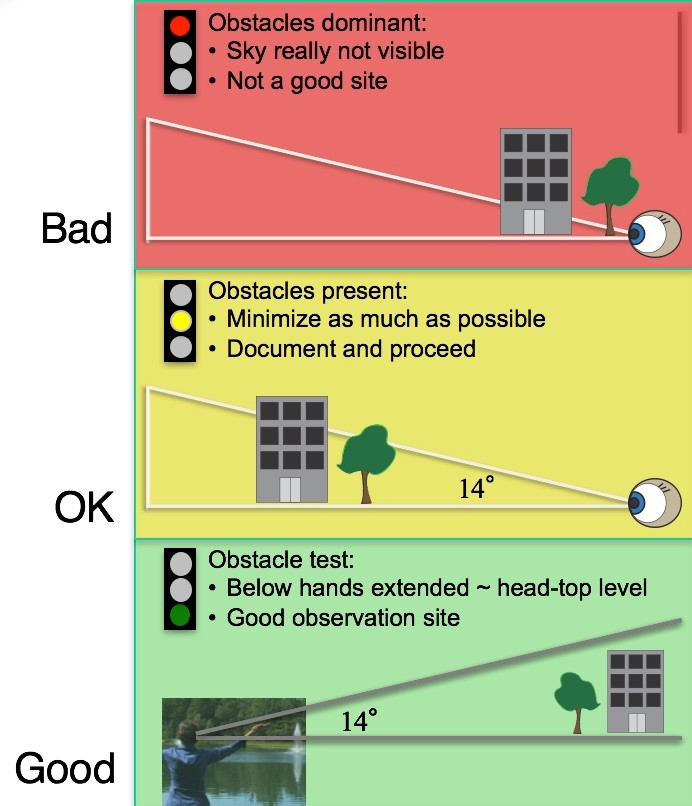 Obstacles dominant:
• Sky really not visible
• Not a good site
Bad
Obstacles present:
• Minimize as much as possible
• Document and proceed
14°
OK
Obstacle test:
• Below hands extended ~ head-top level
• Good observation site
14°
Good